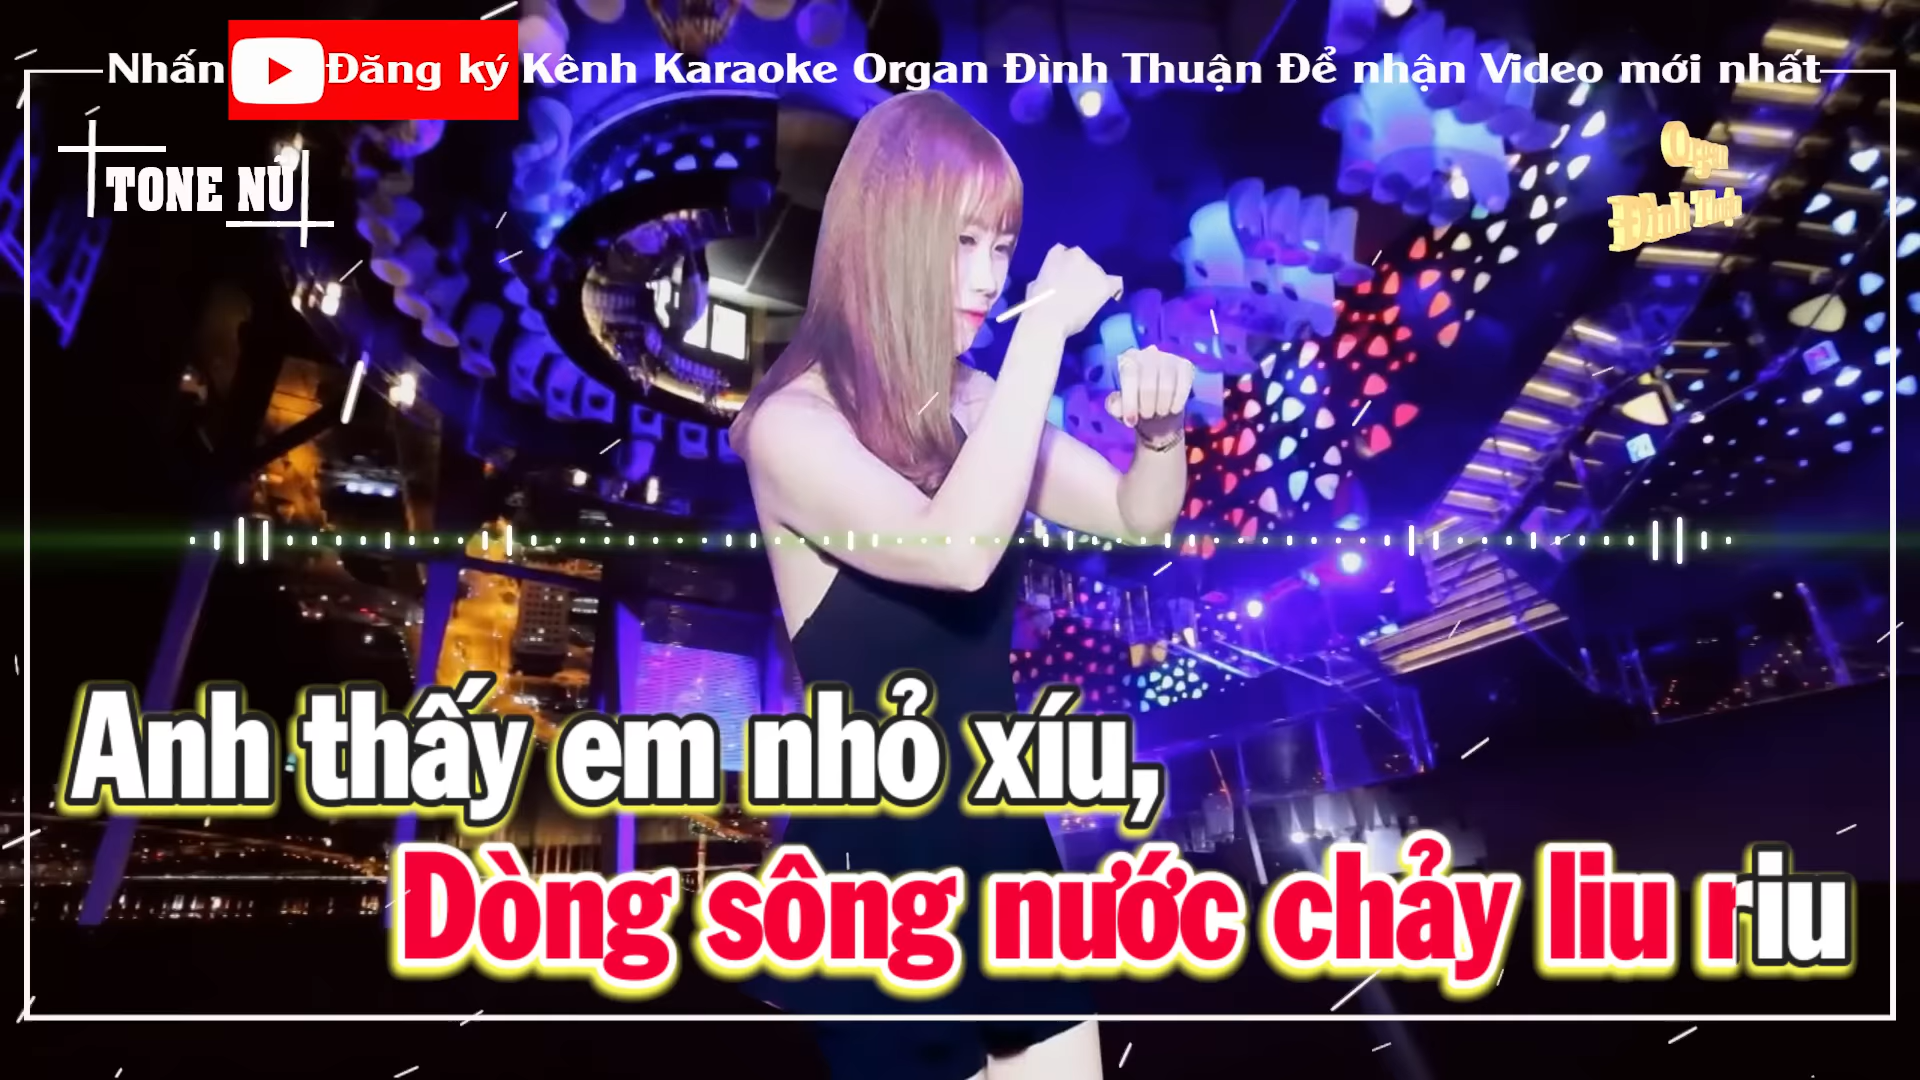 Nhấn Đăng ký Kênh Karaoke Organ Đình Thuận Để nhận Video mới nhất
TONE NỮ
Organ
Đình Thuận
Anh thấy em nhỏ xíu,
Dòng sông nước chảy liu riu